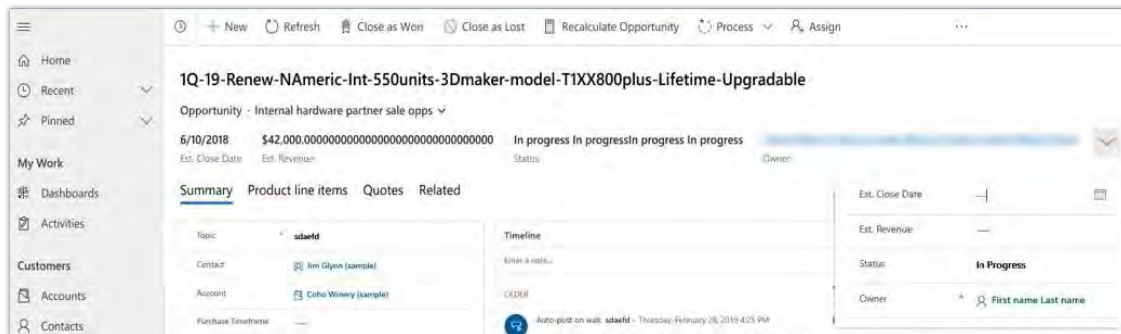 New Refresh Close as Won Close as Lost Recalculate Opportunity Process Assign ...
Home
Recent
Pinned
My Work
Dashboards
Activities
Customers
Accounts
Contacts
1Q-19-Renew-NAmeric-Int-550units-3Dmaker-model-T1XX800plus-Lifetime-Upgradable
Opportunity · Internal hardware partner sale opps
6/10/2018 In progress In progressIn progress In progress
Est. Close Date Est. Revenue Status Owner
Summary Product line items Quotes Related
Topic * sdaefd
Contact Jim Glynn (sample)
Account Coho Winery (sample)
Purchase Timeframe ---
Timeline
Enter a note...
Auto-post on wall sdaefd - Thursday, February 28, 2019 4:25 PM
Est. Close Date ---
Est. Revenue ---
Status In Progress
Owner * First name Last name